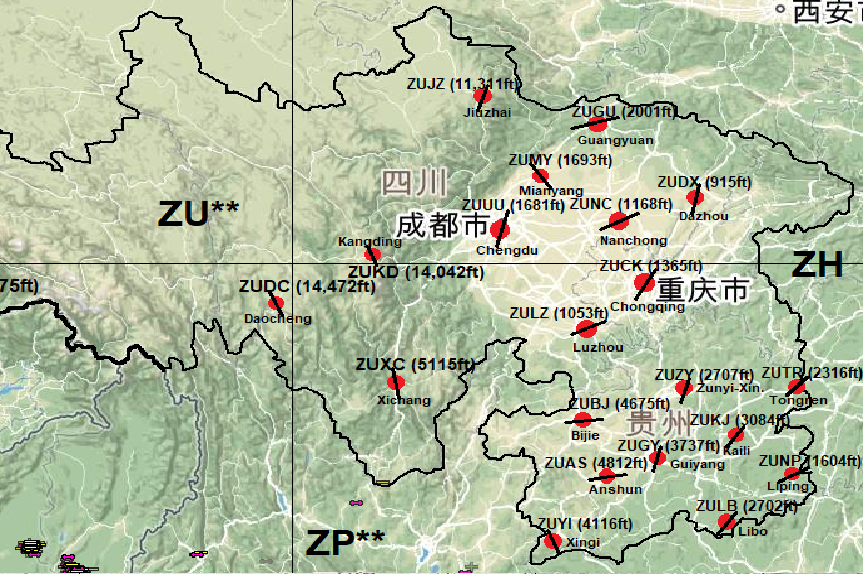 西安市
ZUJZ (11,311ft)
Jiuzhai
ZUGU (2001ft)
Guangyuan
ZUMY (1693ft)
Mianyang
四川
ZUDX (915ft)
Dazhou
ZU**
ZUUU (1681ft)
ZUNC (1168ft)
成都市
Chengdu
Nanchong
Kangding
ZUKD (14,042ft)
ZUCK (1365ft)
ZH
75ft)
ZUDC (14,472ft)
Daocheng
重庆市
Chongqing
ZULZ (1053ft)
Luzhou
ZUXC (5115ft)
Xichang
ZUZY (2707ft)
Zunyi-Xin.
ZUTR (2316ft)
Tongren
ZUBJ (4675ft)
Bijie
贵州
ZUKJ (3084ft)
Kaili
ZUGY (3737ft)
Guiyang
ZUAS (4812ft)
Anshun
ZUNP (1604ft)
Liping
ZULB (2702ft)
Libo
ZUYI (4116ft)
Xingi
ZP**